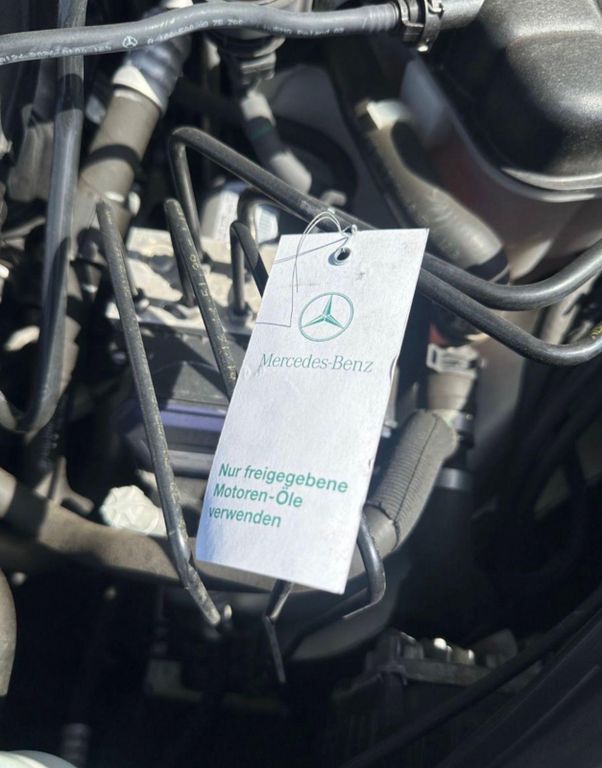 Mercedes-Benz
Nur freigegebene
Motoren-Öle
verwenden